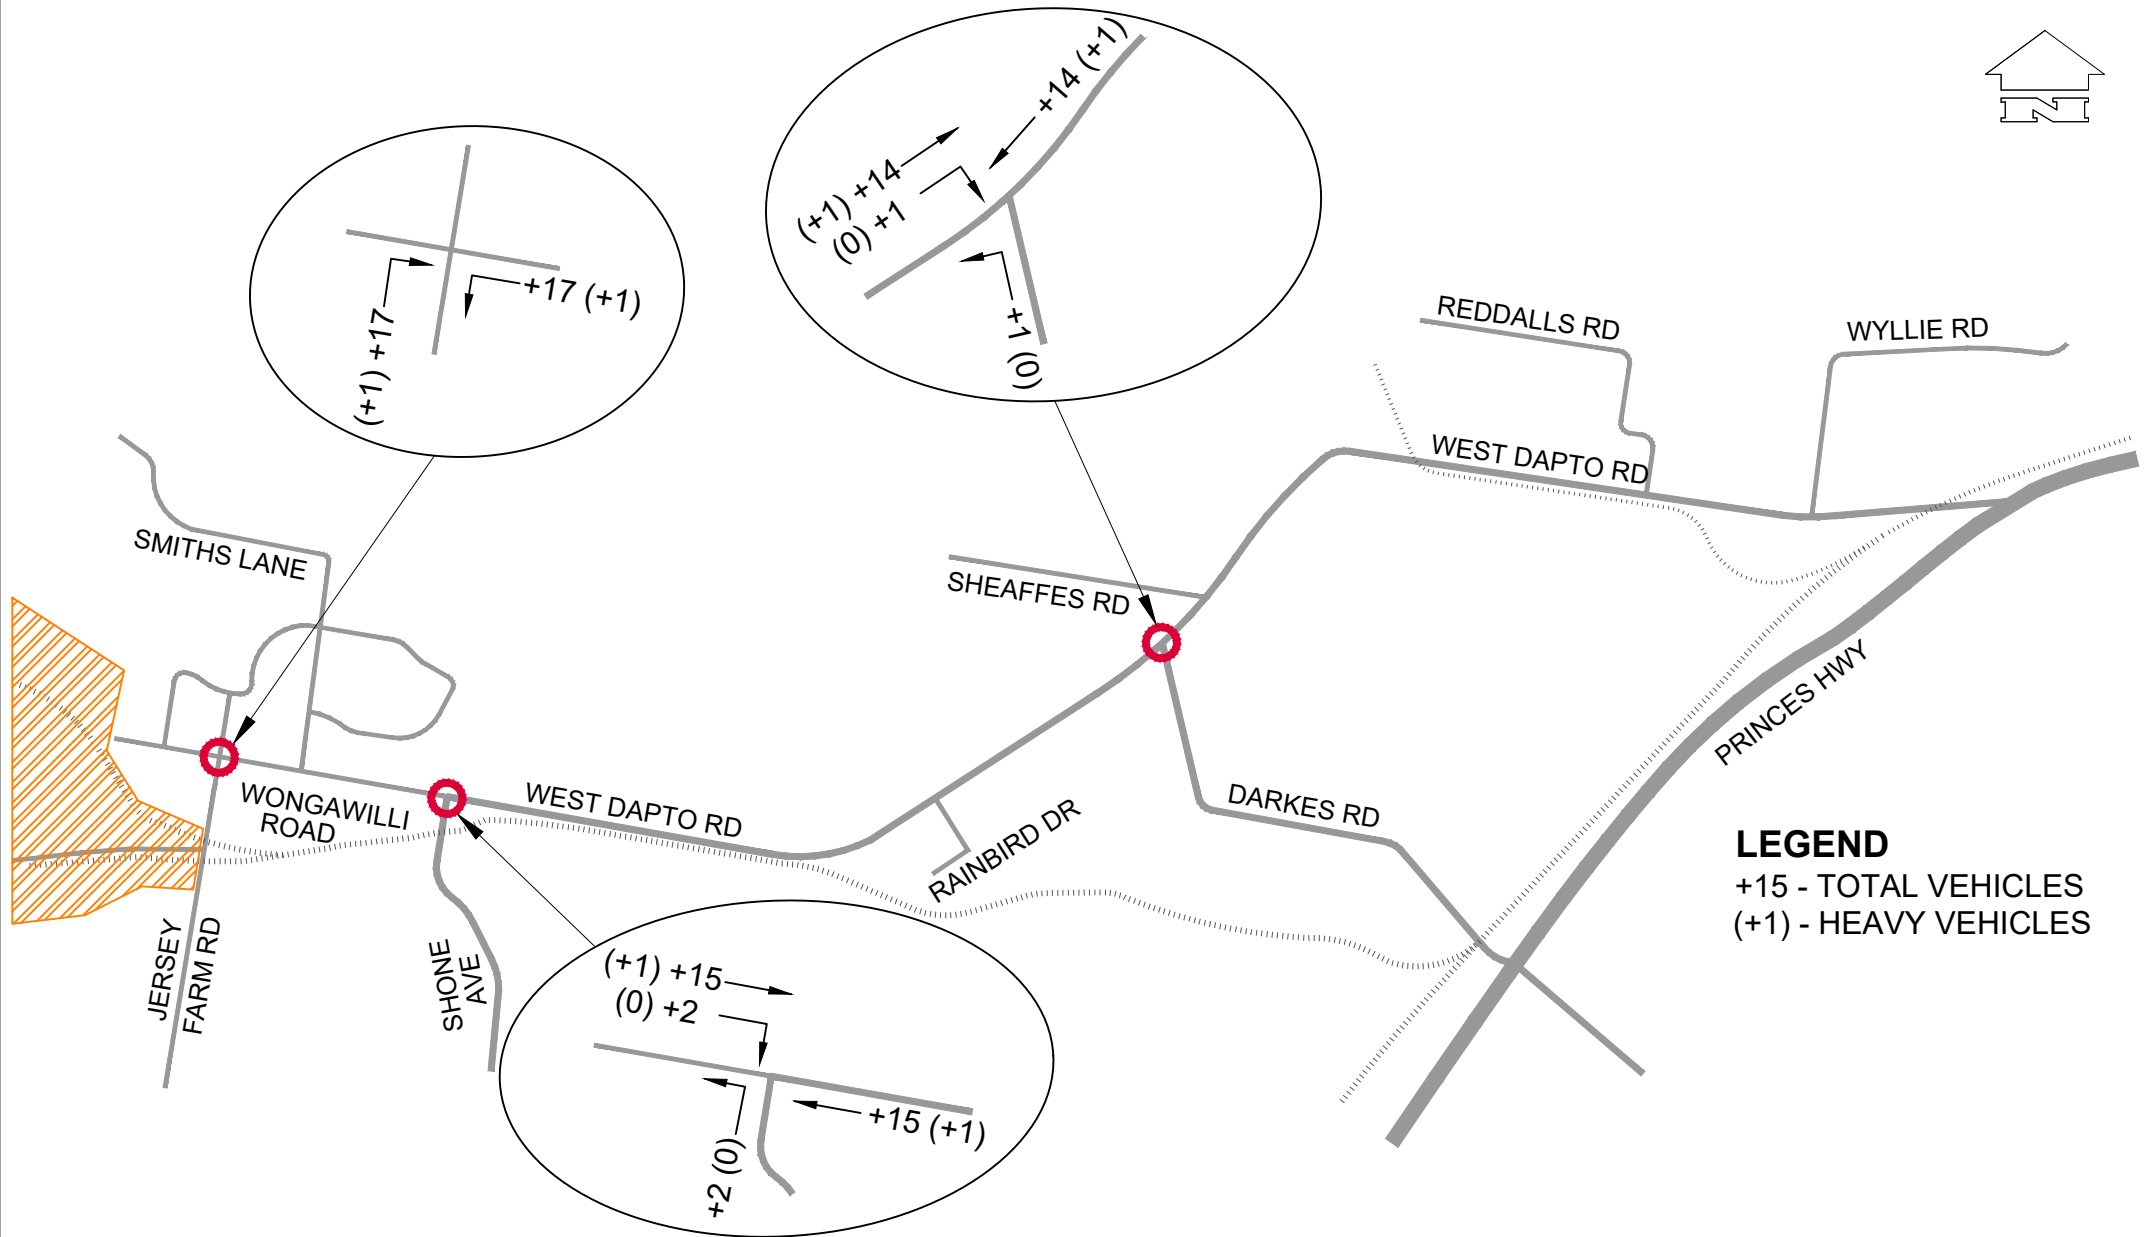 N
+14 (+1)
(+1) +14
(0) +1
+1 (0)
+17 (+1)
(+1) +17
REDDALLS RD
WYLLIE RD
WEST DAPTO RD
SMITHS LANE
SHEAFFES RD
PRINCES HWY
WONGAWILLI
ROAD
WEST DAPTO RD
DARKES RD
RAINBIRD DR
LEGEND
+15 - TOTAL VEHICLES
(+1) - HEAVY VEHICLES
JERSEY
FARM RD
SHONE
AVE
(+1) +15
(0) +2
+15 (+1)
+2 (0)